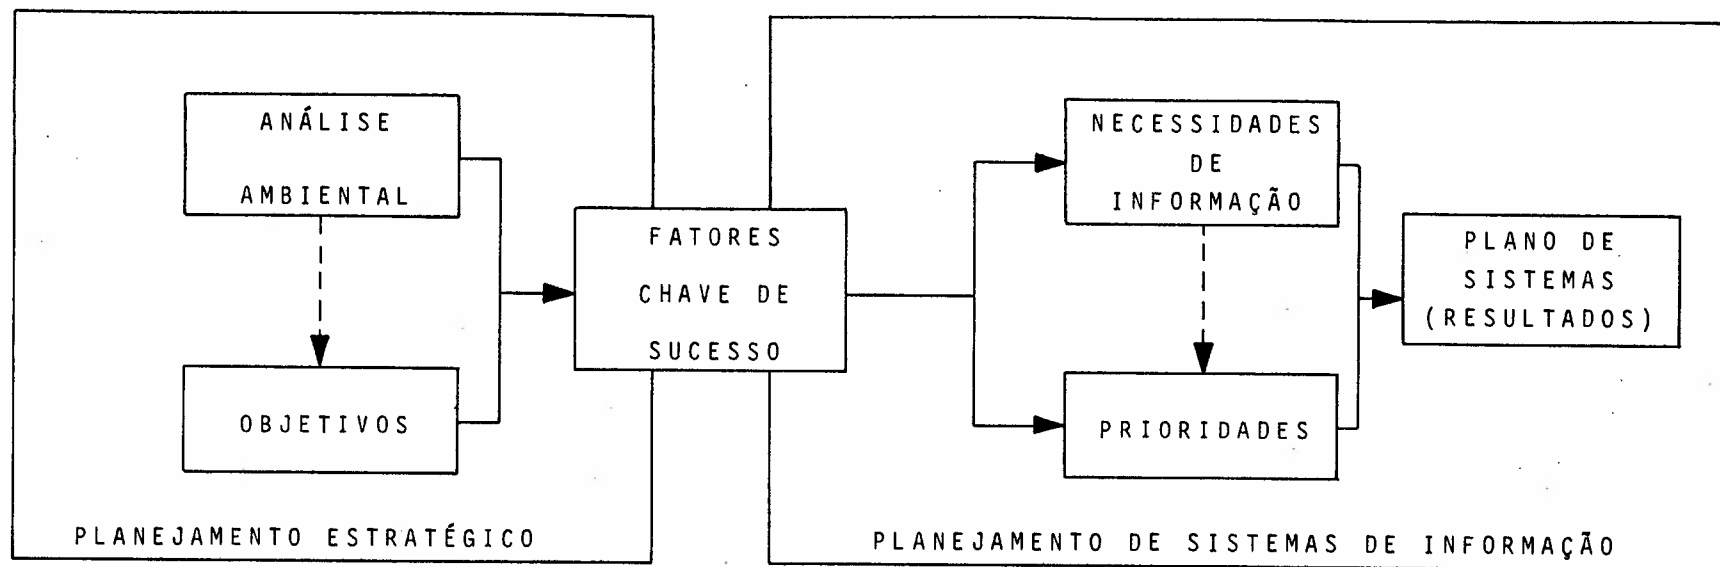 ANÁLISE
AMBIENTAL
OBJETIVOS
PLANEJAMENTO ESTRATÉGICO
FATORES
CHAVE DE
SUCESSO
NECESSIDADES
DE
INFORMAÇÃO
PRIORIDADES
PLANO DE
SISTEMAS
(RESULTADOS)
PLANEJAMENTO DE SISTEMAS DE INFORMAÇÃO